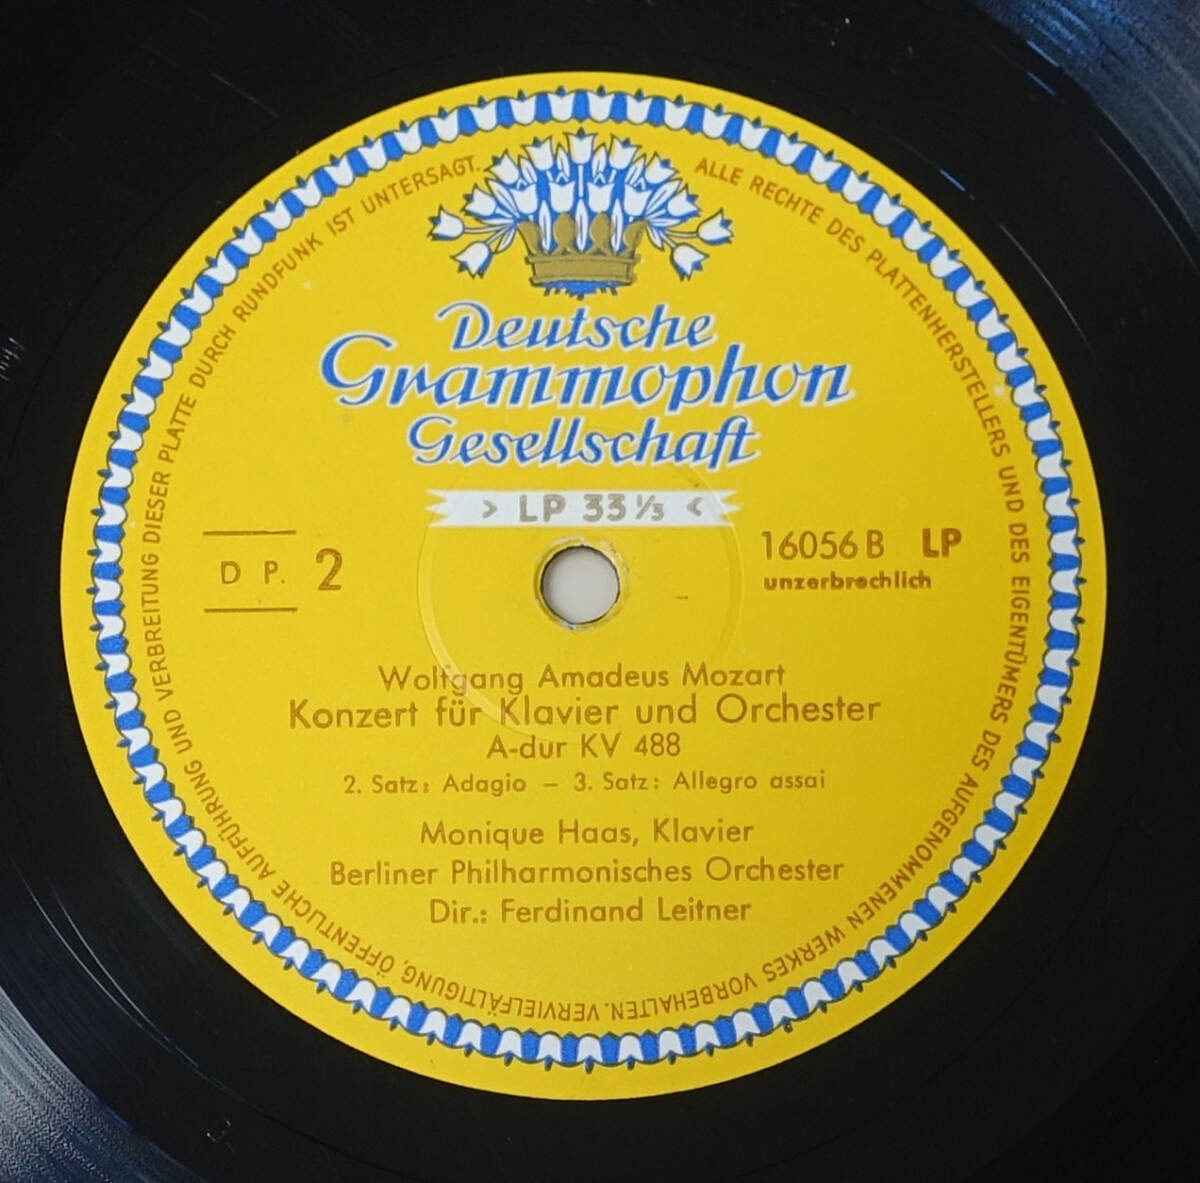 ALLE RECHTE DES PLATTENHERSTELLERS UND DES EIGENTÜMERS DES AUFGENOMMENEN WERKES VORBEHALTEN. VERVIELFÄLTIGUNG, ÖFFENTLICHE AUFFÜHRUNG UND VERBREITUNG DIESER PLATTE DURCH RUNDFUNK IST UNTERSAGT.
Deutsche
Grammophon
Gesellschaft
> LP 33 1/3 <
D P. 2
16056 B LP
unzerbrechlich
Wolfgang Amadeus Mozart
Konzert für Klavier und Orchester
A-dur KV 488
2. Satz: Adagio – 3. Satz: Allegro assai
Monique Haas, Klavier
Berliner Philharmonisches Orchester
Dir.: Ferdinand Leitner